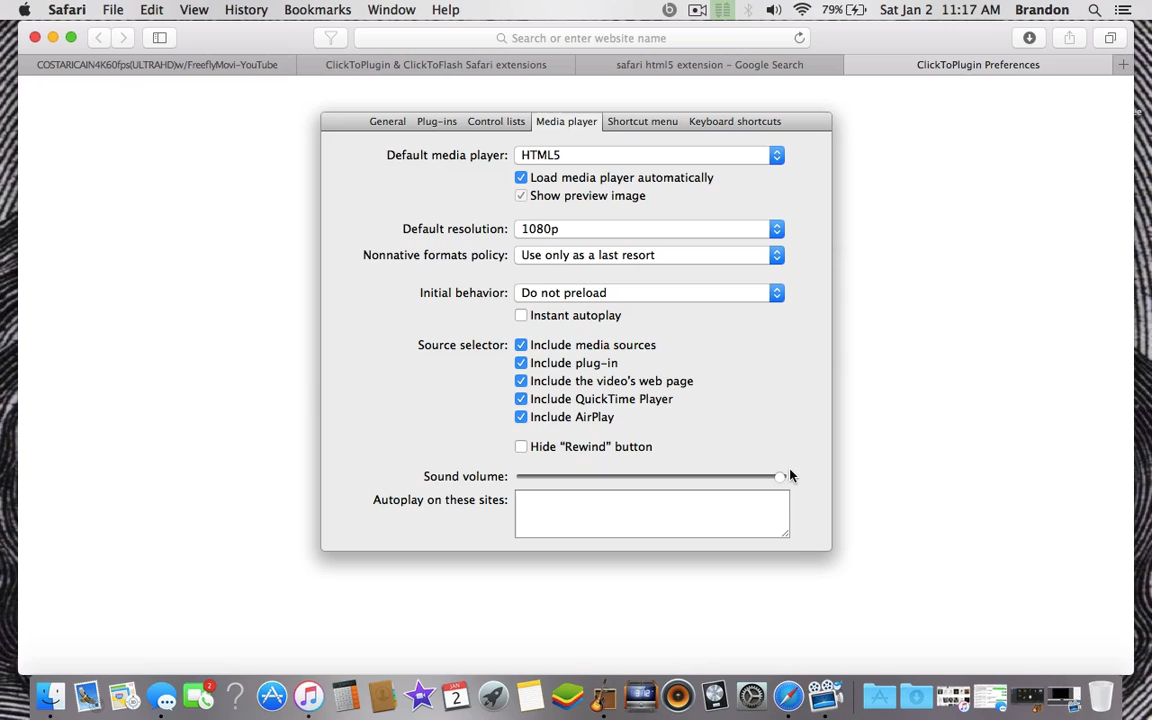 Safari File Edit View History Bookmarks Window Help 79% Sat Jan 2 11:17 AM Brandon
Search or enter website name
COSTARICAIN4K60fps(ULTRAHD)w/FreeflyMovi-YouTube ClickToPlugin & ClickToFlash Safari extensions safari html5 extension - Google Search ClickToPlugin Preferences
General Plug-ins Control lists Media player Shortcut menu Keyboard shortcuts
Default media player: HTML5
Load media player automatically
Show preview image
Default resolution: 1080p
Nonnative formats policy: Use only as a last resort
Initial behavior: Do not preload
Instant autoplay
Source selector: Include media sources
Include plug-in
Include the video's web page
Include QuickTime Player
Include AirPlay
Hide “Rewind” button
Sound volume:
Autoplay on these sites:
2
JAN
2